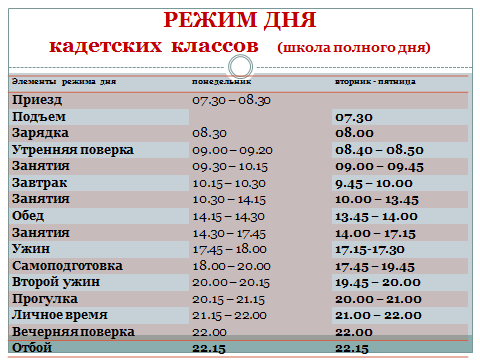 РЕЖИМ ДНЯ
кадетских классов (школа полного дня)
Элементы режима дня понедельник вторник - пятница
Приезд 07.30 – 08.30
Подъем 07.30
Зарядка 08.30 08.00
Утренняя поверка 09.00 – 09.20 08.40 – 08.50
Занятия 09.30 – 10.15 09.00 – 09.45
Завтрак 10.15 – 10.30 9.45 – 10.00
Занятия 10.30 – 14.15 10.00 – 13.45
Обед 14.15 – 14.30 13.45 – 14.00
Занятия 14.30 – 17.45 14.00 – 17.15
Ужин 17.45 – 18.00 17.15-17.30
Самоподготовка 18.00 – 20.00 17.45 – 19.45
Второй ужин 20.00 – 20.15 19.45 – 20.00
Прогулка 20.15 – 21.15 20.00 – 21.00
Личное время 21.15 – 22.00 21.00 – 22.00
Вечерняя поверка 22.00 22.00
Отбой 22.15 22.15